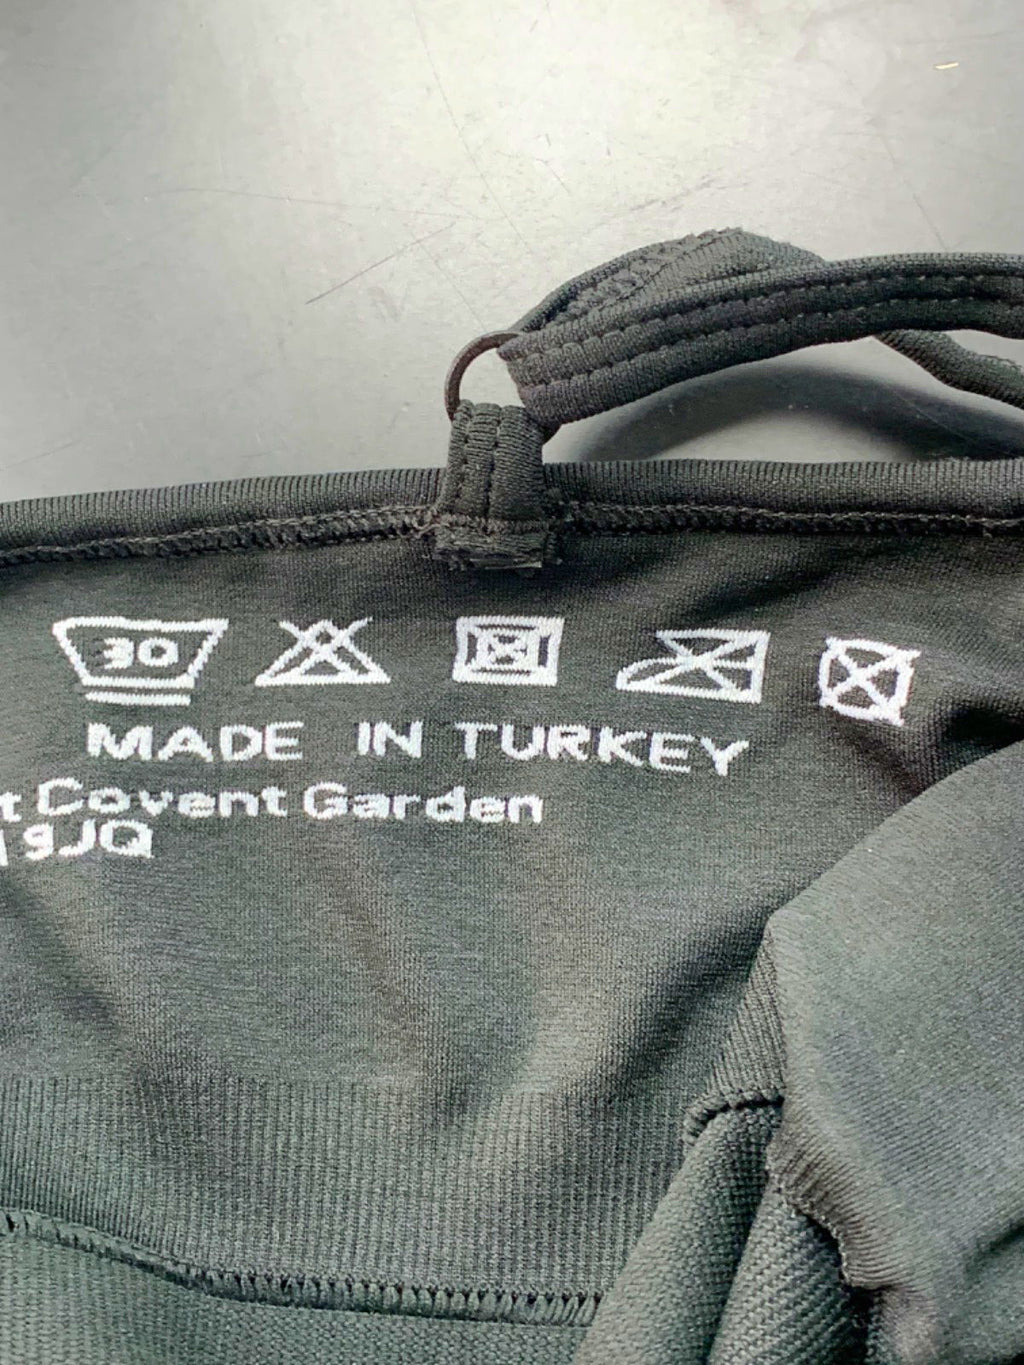 30
MADE IN TURKEY
t Covent Garden
9JQ